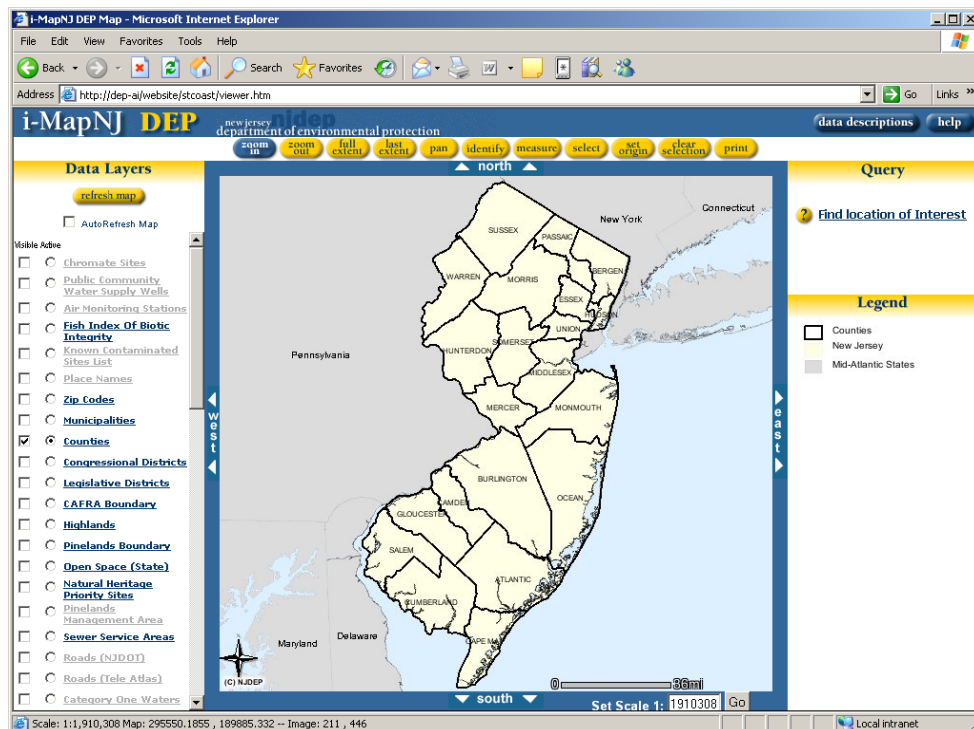 i-MapNJ DEP Map - Microsoft Internet Explorer
File Edit View Favorites Tools Help
Back Search Favorites
Address http://dep-ai/website/stcoast/viewer.htm Go Links »
i-MapNJ DEP new jersey njdep
department of environmental protection
data descriptions help
zoom in zoom out full extent last extent pan identify measure select set origin clear selection print
Data Layers
refresh map
AutoRefresh Map
Visible Active
Chromate Sites
Public Community
Water Supply Wells
Air Monitoring Stations
Fish Index Of Biotic
Integrity
Known Contaminated
Sites List
Place Names
Zip Codes
Municipalities
Counties
Congressional Districts
Legislative Districts
CAFRA Boundary
Highlands
Pinelands Boundary
Open Space (State)
Natural Heritage
Priority Sites
Pinelands
Management Area
Sewer Service Areas
Roads (NJDOT)
Roads (Tele Atlas)
Category One Waters
north
west
east
south
Connecticut
New York
SUSSEX
PASSAIC
BERGEN
WARREN
MORRIS
ESSEX
HUDSON
UNION
Pennsylvania
HUNTERDON
SOMERSET
MIDDLESEX
MERCER
MONMOUTH
BURLINGTON
OCEAN
AMDEN
GLOUCESTER
SALEM
ATLANTIC
CUMBERLAND
Delaware
Maryland
CAPE MA
(C) NJDEP
0 36mi
Set Scale 1: 1910308 Go
Query
? Find location of Interest
Legend
Counties
New Jersey
Mid-Atlantic States
Scale: 1:1,910,308 Map: 295550.1855 , 189885.332 -- Image: 211 , 446
Local intranet